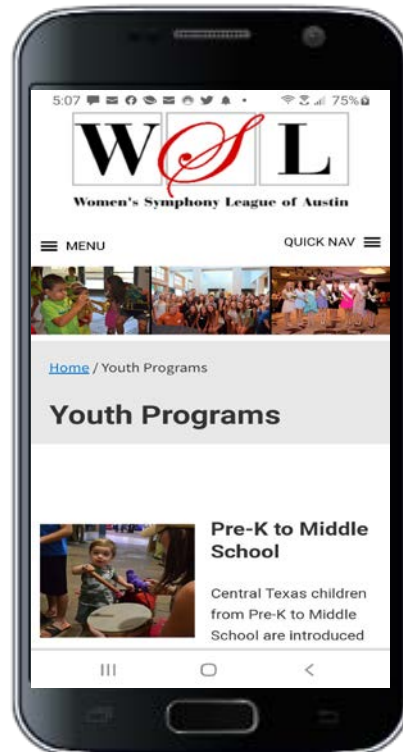 5:07 75%
WSL
Women's Symphony League of Austin
MENU QUICK NAV
Home / Youth Programs
Youth Programs
Pre-K to Middle
School
Central Texas children
from Pre-K to Middle
School are introduced